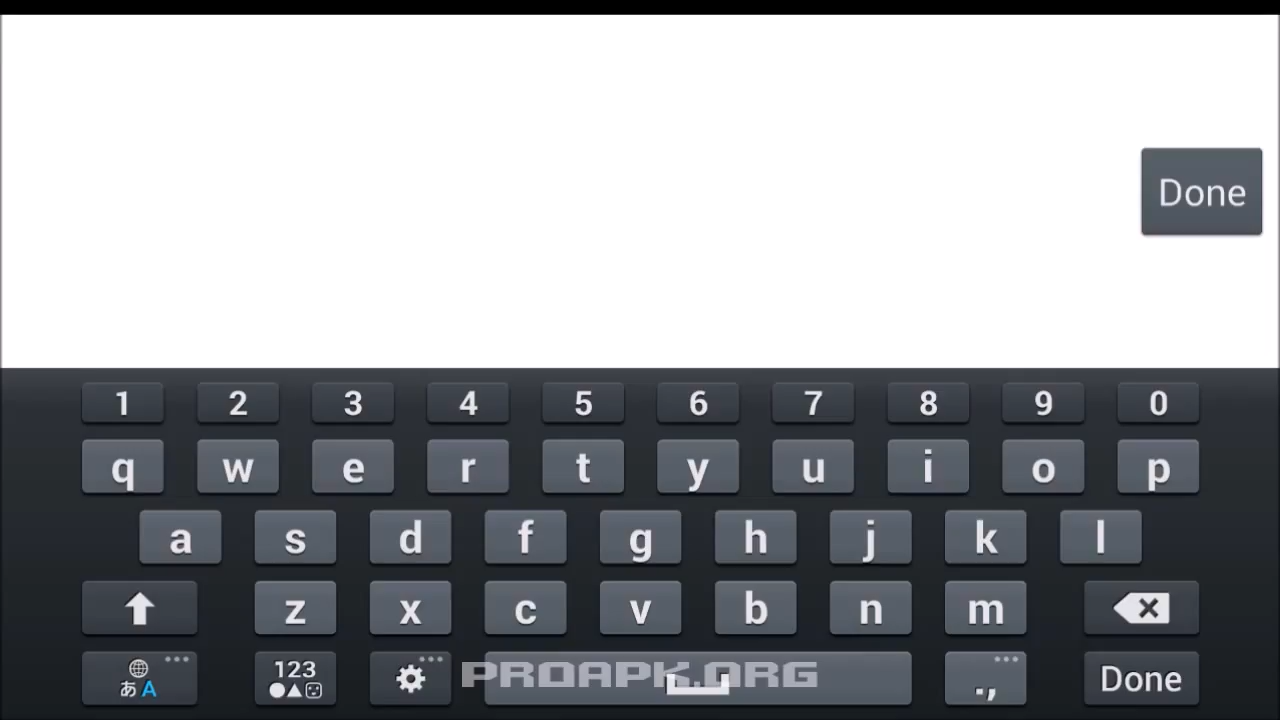 Done
1 2 3 4 5 6 7 8 9 0
q w e r t y u i o p
a s d f g h j k l
z x c v b n m
あA 123 PROAPK.ORG ., Done